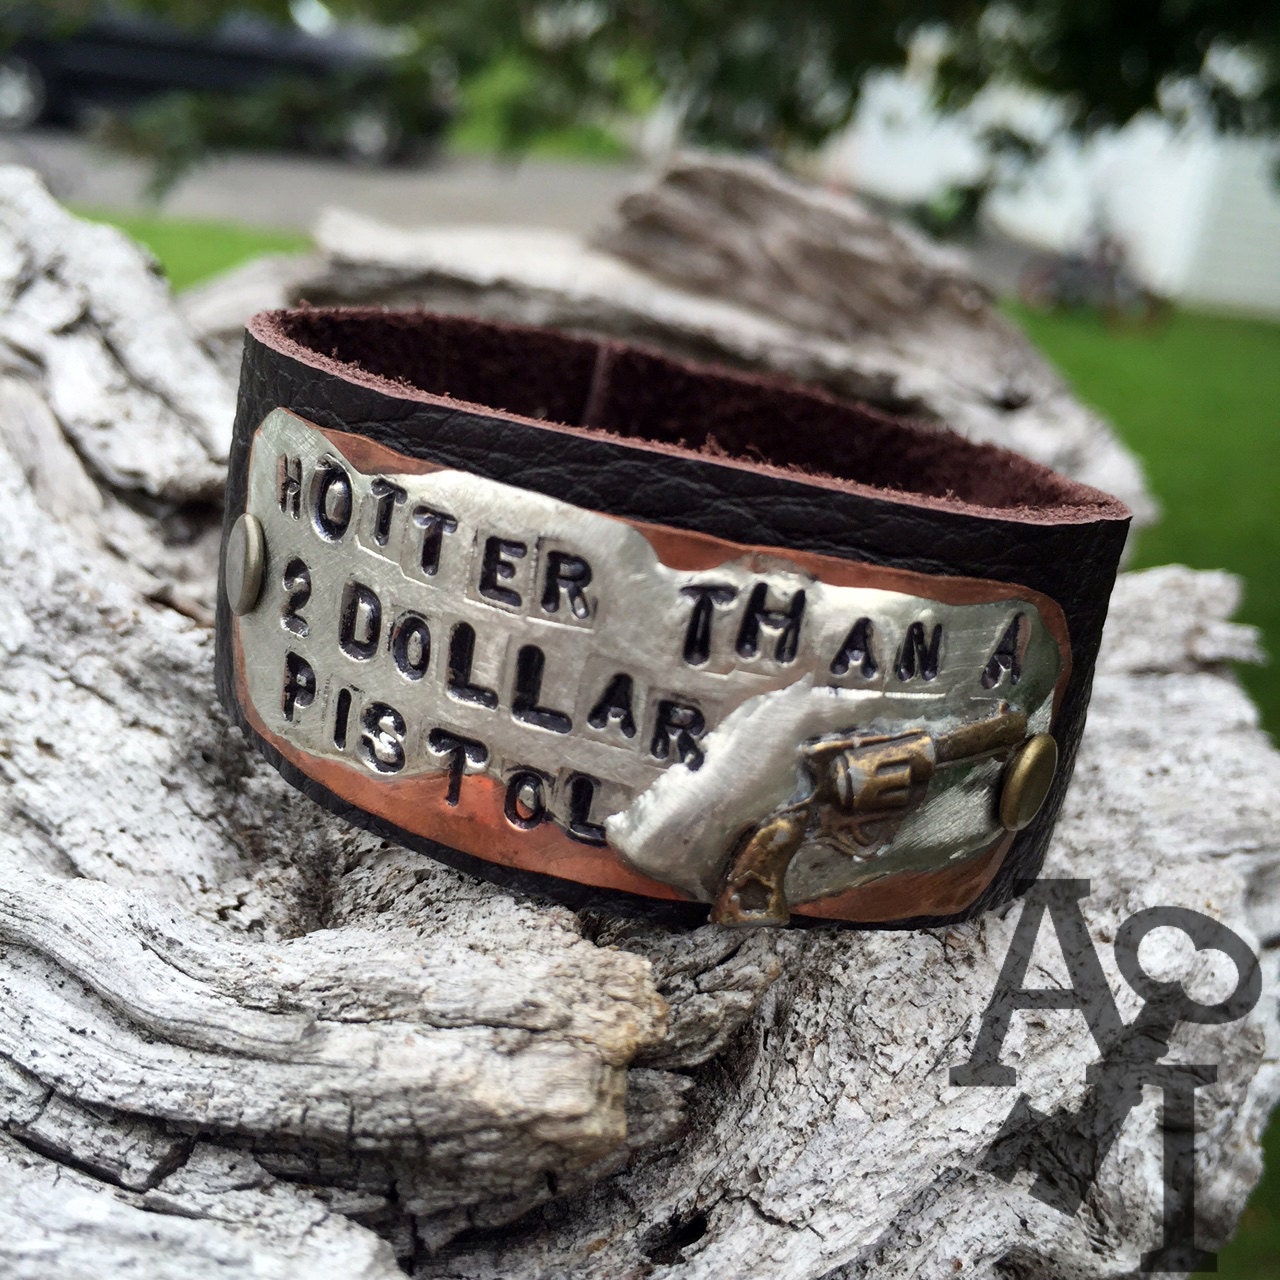 HOTTER THAN A
2 DOLLAR
PISTOL
A
I